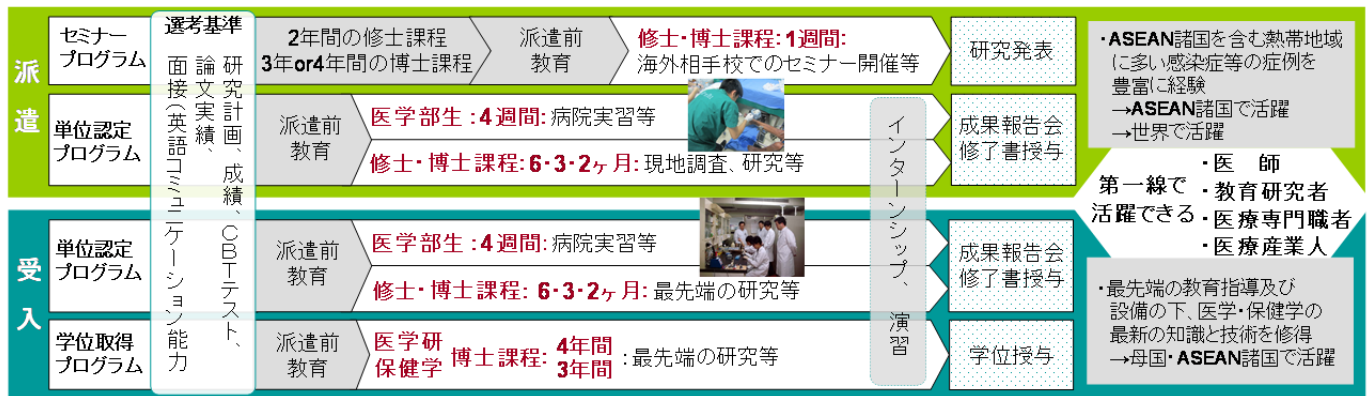 派遣
セミナー
プログラム
選考基準
研究計画、成績、CBTテスト、
論文実績、
面接(英語コミュニケーション能力
2年間の修士課程
3年or4年間の博士課程
派遣前
教育
修士・博士課程:1週間:
海外相手校でのセミナー開催等
研究発表
単位認定
プログラム
派遣前
教育
医学部生:4週間:病院実習等
修士・博士課程:6・3・2ヶ月:現地調査、研究等
インターンシップ、演習
成果報告会
修了書授与
受入
単位認定
プログラム
派遣前
教育
医学部生:4週間:病院実習等
修士・博士課程:6・3・2ヶ月:最先端の研究等
成果報告会
修了書授与
学位取得
プログラム
派遣前
教育
医学研
保健学
博士課程:
4年間
3年間
:最先端の研究等
学位授与
・ASEAN諸国を含む熱帯地域
に多い感染症等の症例を
豊富に経験
→ASEAN諸国で活躍
→世界で活躍
第一線で
活躍できる
・医 師
・教育研究者
・医療専門職者
・医療産業人
・最先端の教育指導及び
設備の下、医学・保健学の
最新の知識と技術を修得
→母国・ASEAN諸国で活躍